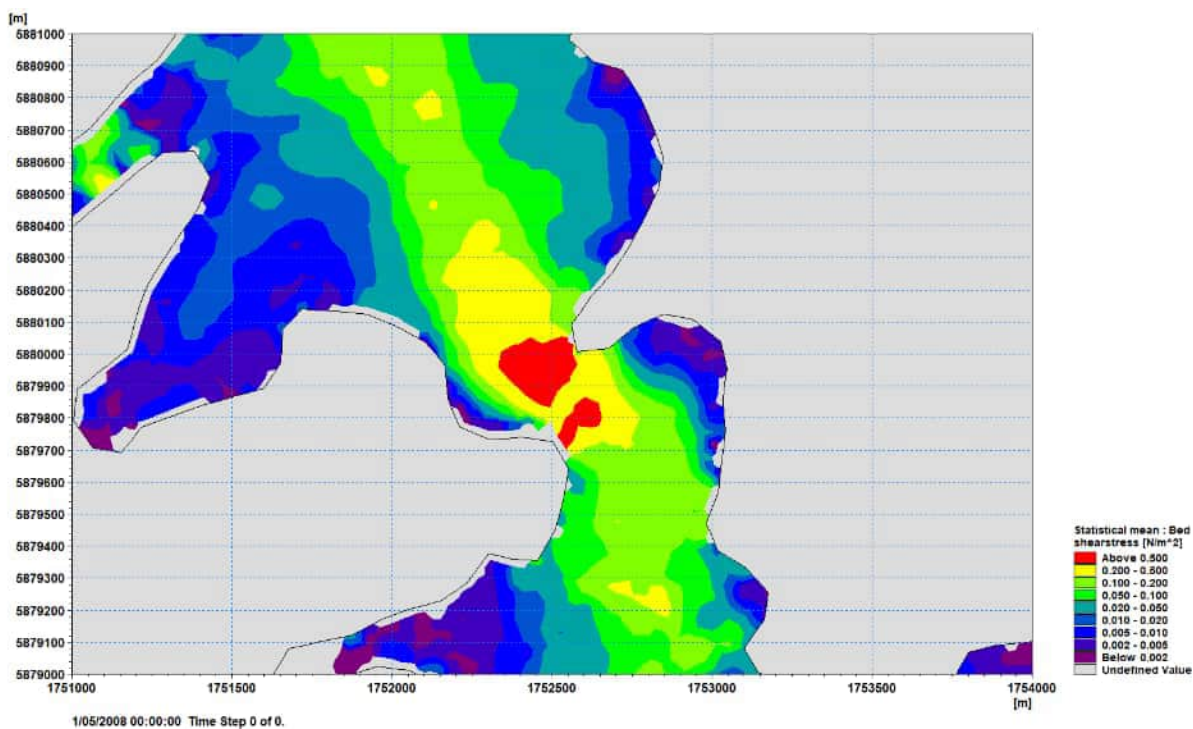 [m]
5881000
5880900
5880800
5880700
5880600
5880500
5880400
5880300
5880200
5880100
5880000
5879900
5879800
5879700
5879600
5879500
5879400
5879300
5879200
5879100
5879000
1751000 1751500 1752000 1752500 1753000 1753500 1754000
[m]
Statistical mean : Bed
shearstress [N/m^2]
Above 0.500
0.200 - 0.500
0.100 - 0.200
0.050 - 0.100
0.020 - 0.050
0.010 - 0.020
0.005 - 0.010
0.002 - 0.005
Below 0.002
Undefined Value
1/05/2008 00:00:00 Time Step 0 of 0.